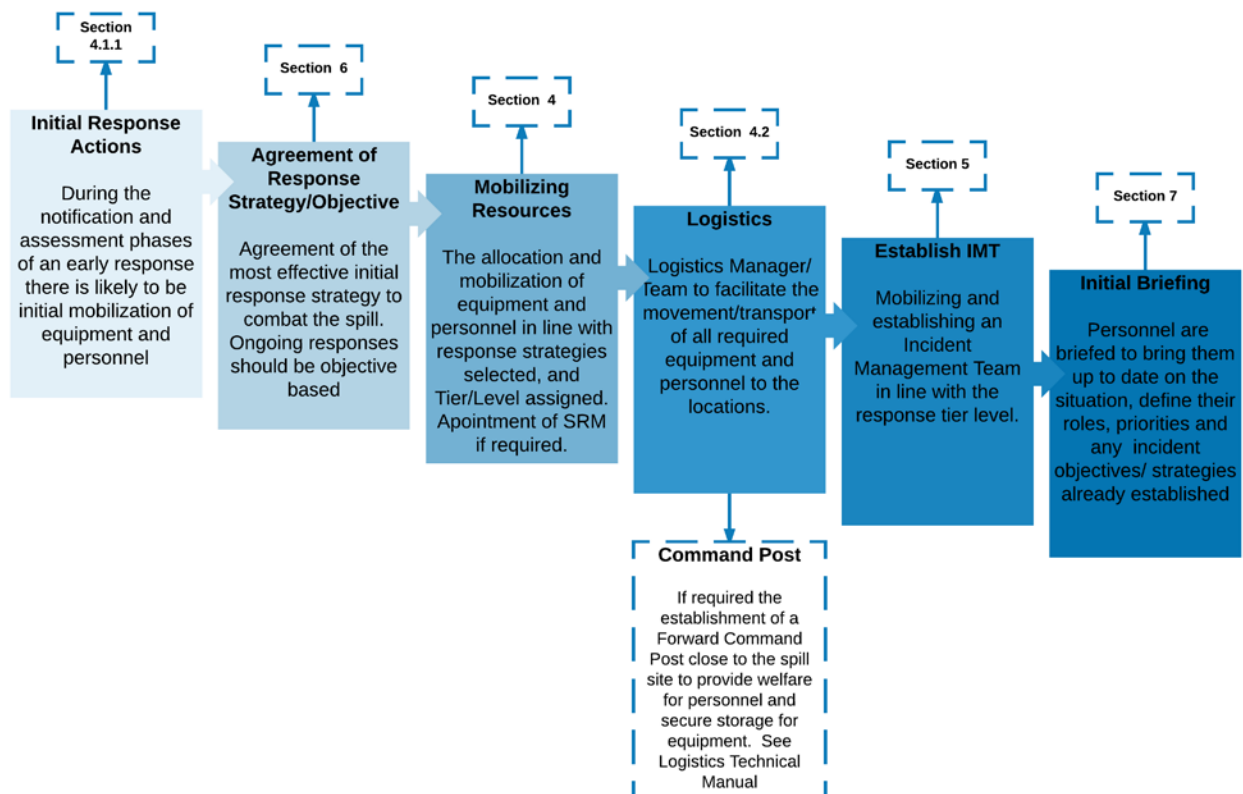 Section
4.1.1
Initial Response
Actions
During the
notification and
assessment phases
of an early response
there is likely to be
initial mobilization of
equipment and
personnel
Section 6
Agreement of
Response
Strategy/Objective
Agreement of the
most effective initial
response strategy to
combat the spill.
Ongoing responses
should be objective
based
Section 4
Mobilizing
Resources
The allocation and
mobilization of
equipment and
personnel in line with
response strategies
selected, and
Tier/Level assigned.
Apointment of SRM
if required.
Section 4.2
Logistics
Logistics Manager/
Team to facilitate the
movement/transport
of all required
equipment and
personnel to the
locations.
Command Post
If required the
establishment of a
Forward Command
Post close to the spill
site to provide welfare
for personnel and
secure storage for
equipment. See
Logistics Technical
Manual
Section 5
Establish IMT
Mobilizing and
establishing an
Incident
Management Team
in line with the
response tier level.
Section 7
Initial Briefing
Personnel are
briefed to bring them
up to date on the
situation, define their
roles, priorities and
any incident
objectives/ strategies
already established